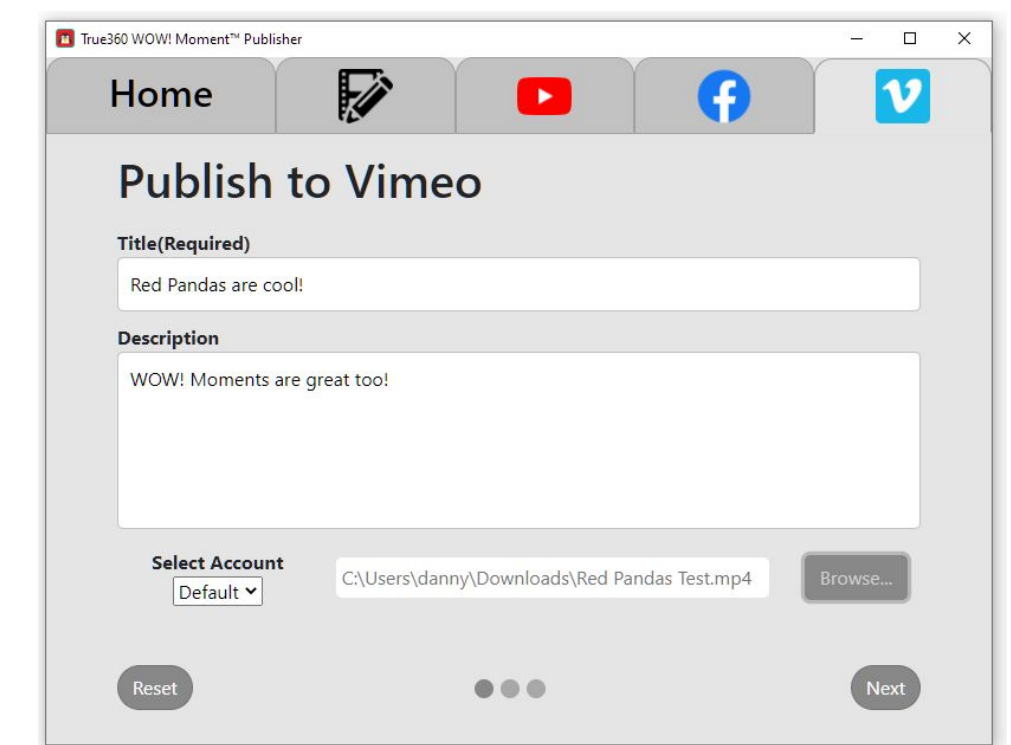 True360 WOW! Moment™ Publisher
Home
Publish to Vimeo
Title(Required)
Red Pandas are cool!
Description
WOW! Moments are great too!
Select Account
Default
C:\Users\danny\Downloads\Red Pandas Test.mp4
Browse...
Reset
Next